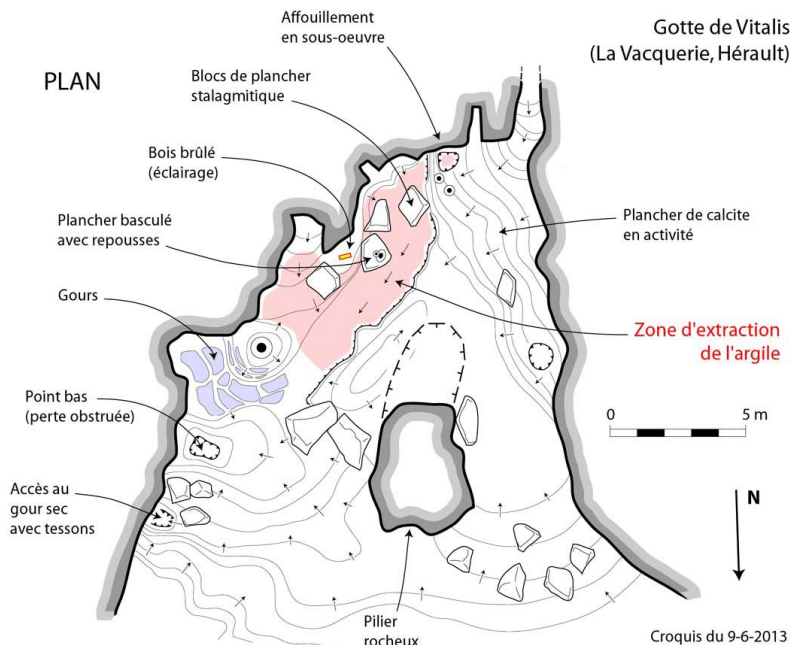 Affouillement
en sous-oeuvre
Gotte de Vitalis
(La Vacquerie, Hérault)
PLAN
Blocs de plancher
stalagmitique
Bois brûlé
(éclairage)
Plancher basculé
avec repousses
Plancher de calcite
en activité
Gours
Zone d'extraction
de l'argile
Point bas
(perte obstruée)
0 5 m
Accès au
gour sec
avec tessons
N
Pilier
rocheux
Croquis du 9-6-2013